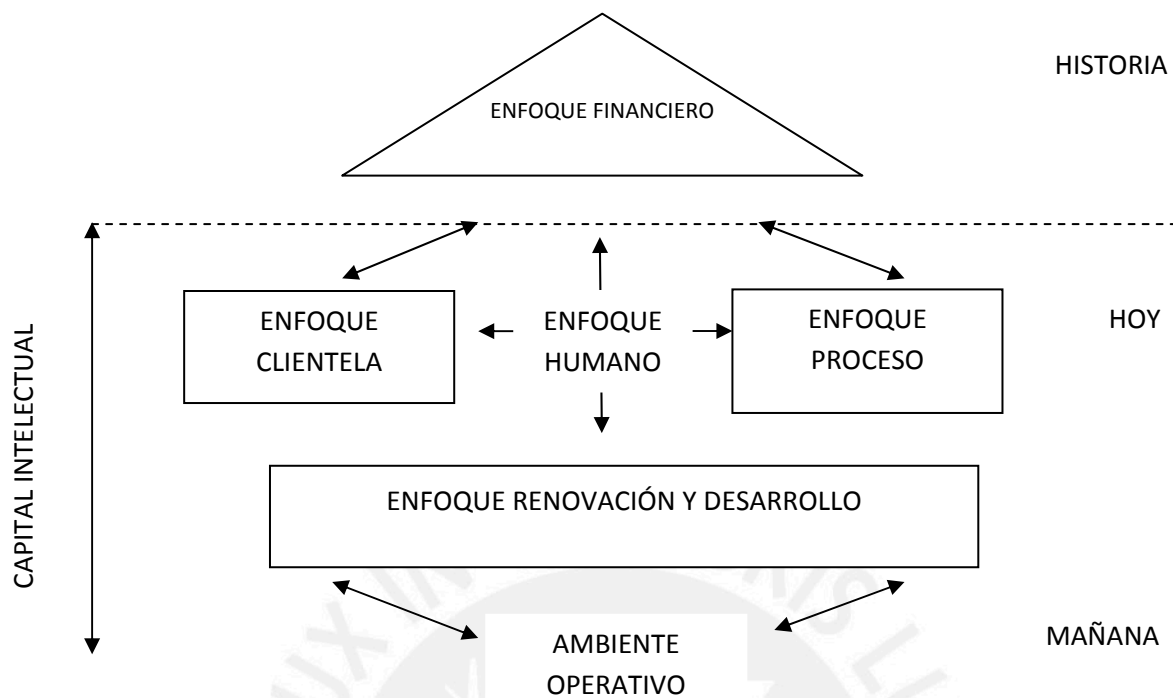 HISTORIA
ENFOQUE FINANCIERO
CAPITAL INTELECTUAL
ENFOQUE
CLIENTELA
ENFOQUE
HUMANO
ENFOQUE
PROCESO
HOY
ENFOQUE RENOVACIÓN Y DESARROLLO
AMBIENTE
OPERATIVO
MAÑANA